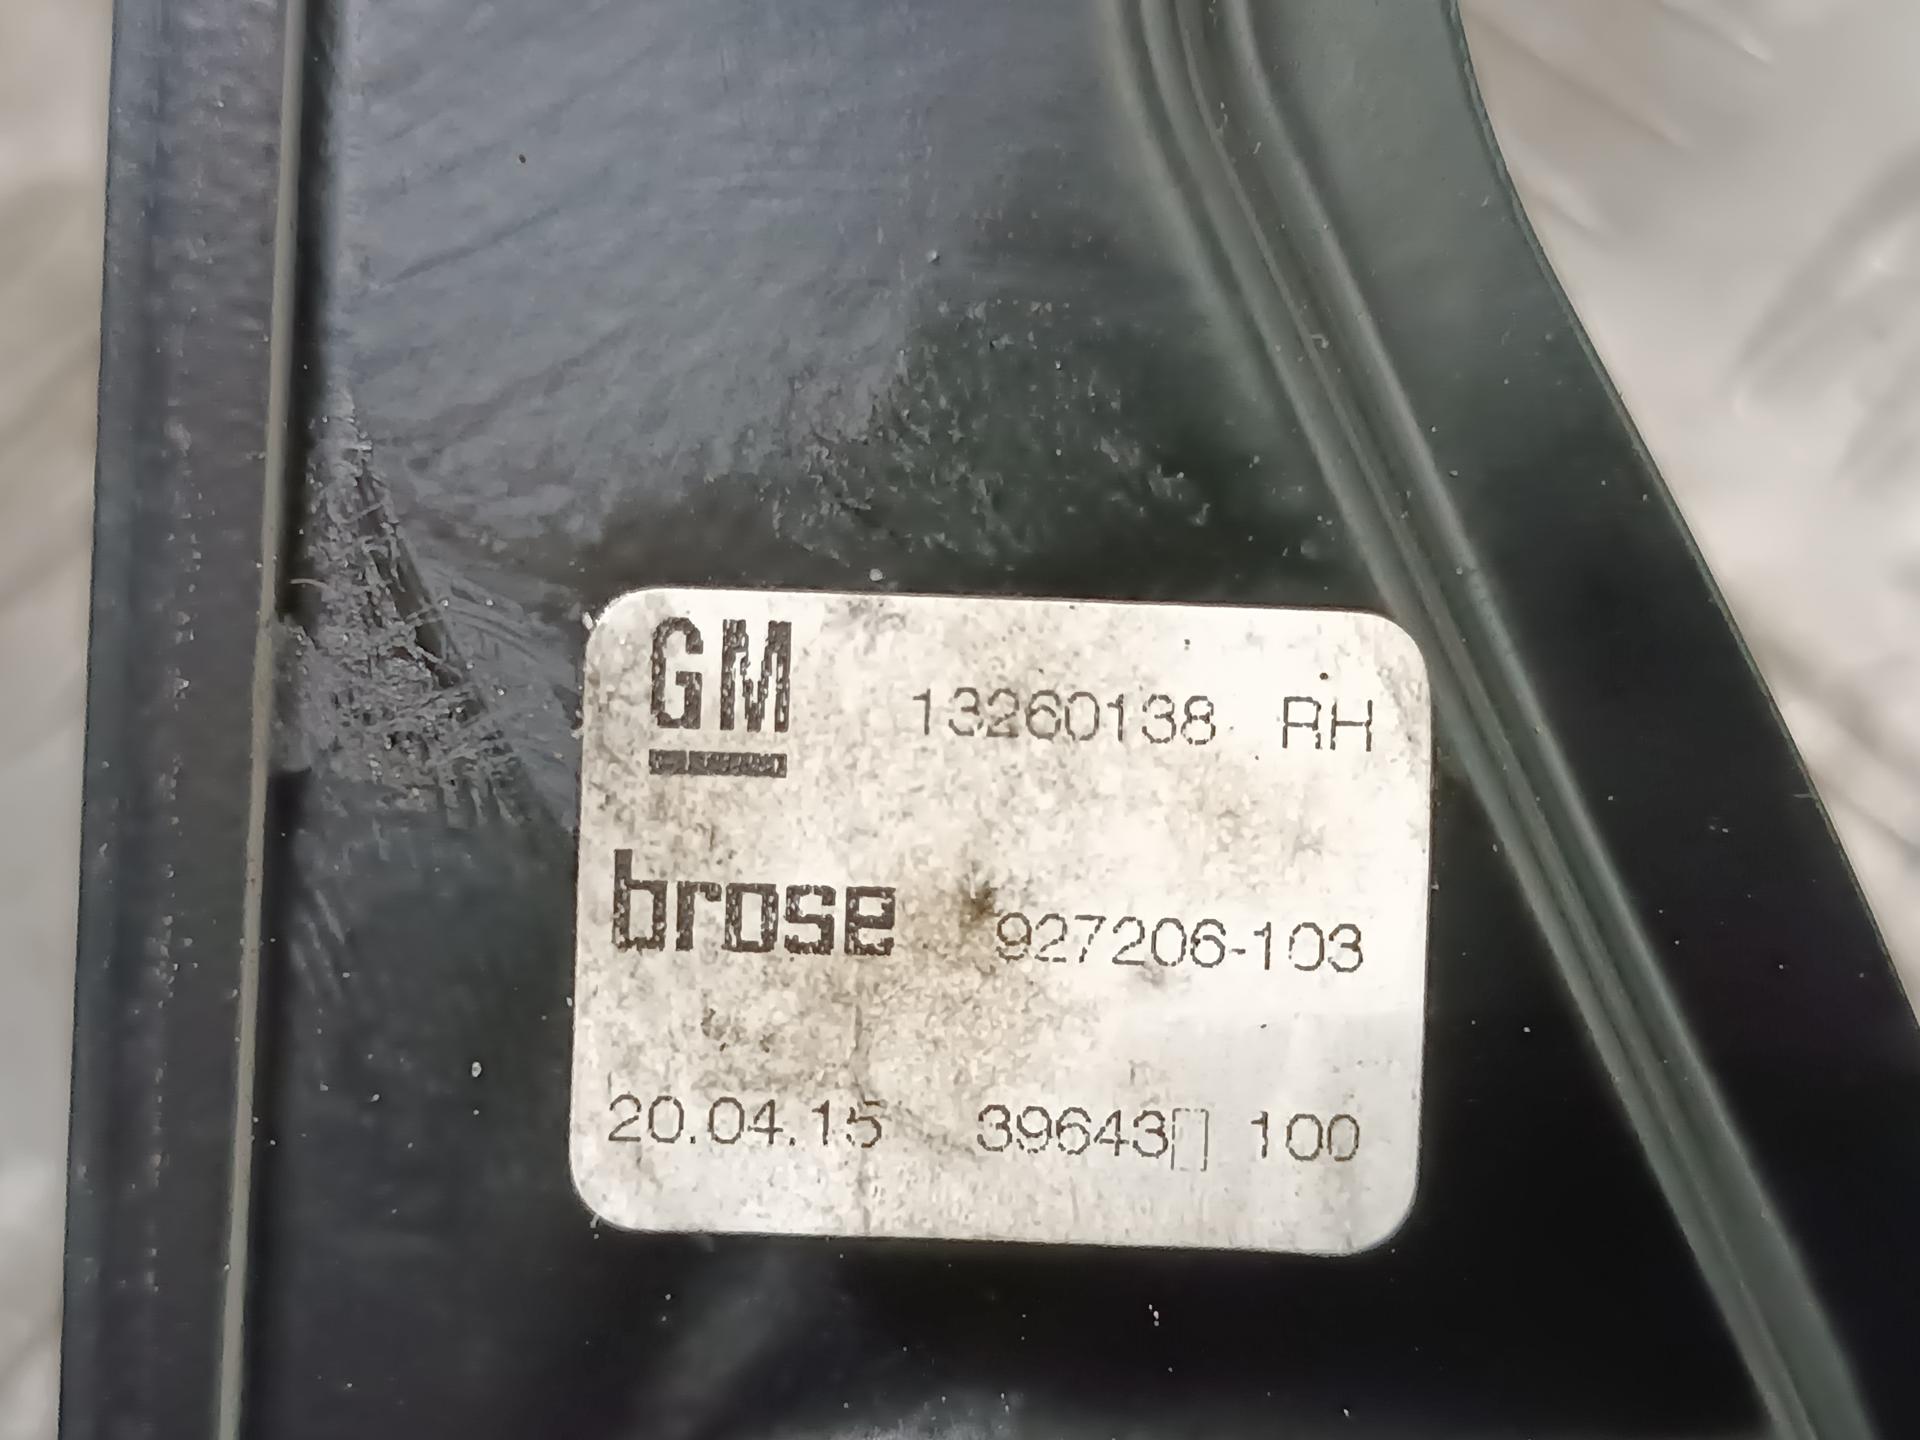 GM 13260138 RH
brose 927206-103
20.04.15 39643▯ 100